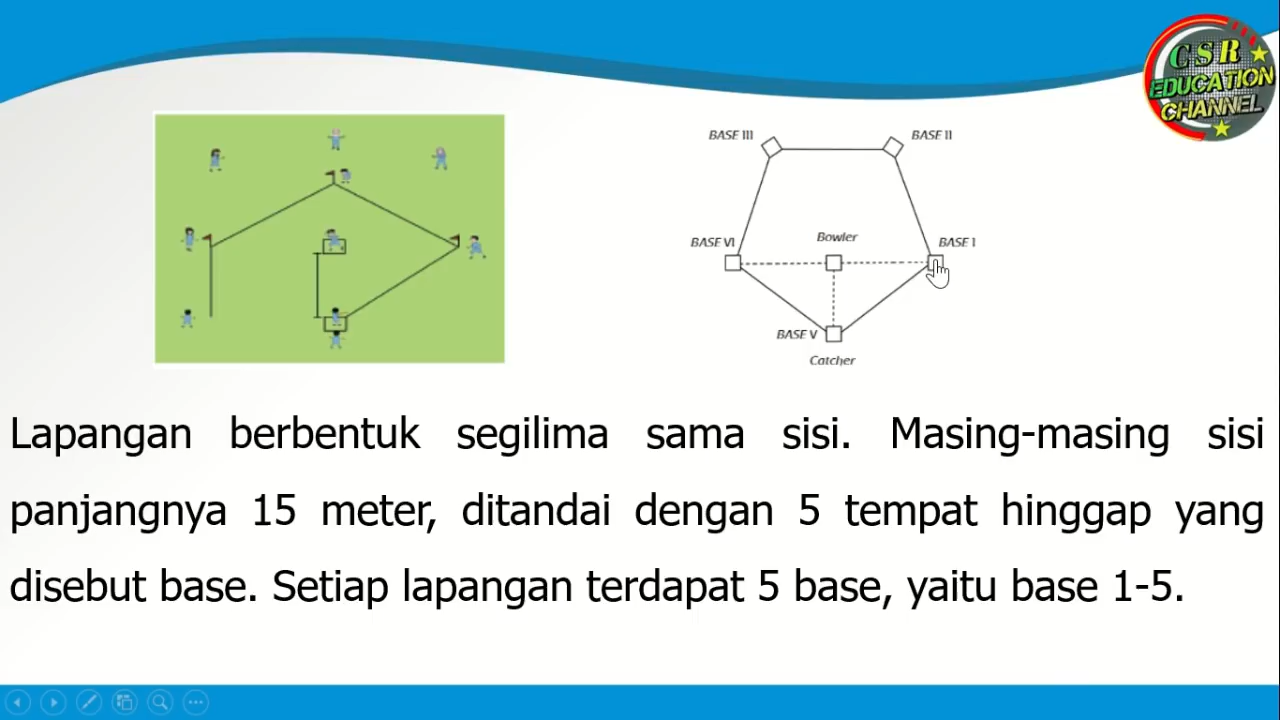 CSR
EDUCATION
CHANNEL
BASE III
BASE II
BASE VI
Bowler
BASE I
BASE V
Catcher
Lapangan berbentuk segilima sama sisi. Masing-masing sisi
panjangnya 15 meter, ditandai dengan 5 tempat hinggap yang
disebut base. Setiap lapangan terdapat 5 base, yaitu base 1-5.